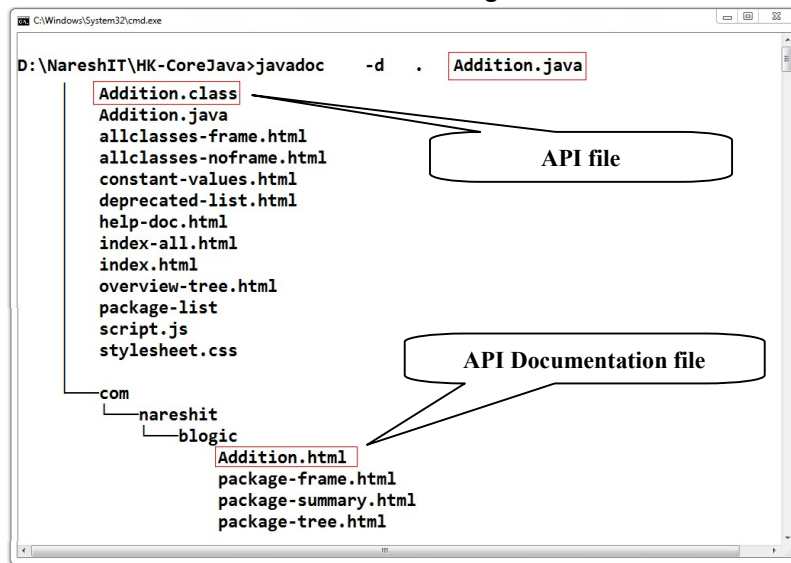 C:\Windows\System32\cmd.exe
D:\NareshIT\HK-CoreJava>javadoc -d . Addition.java
Addition.class
Addition.java
allclasses-frame.html
allclasses-noframe.html
API file
constant-values.html
deprecated-list.html
help-doc.html
index-all.html
index.html
overview-tree.html
package-list
script.js
stylesheet.css
API Documentation file
com
nareshit
blogic
Addition.html
package-frame.html
package-summary.html
package-tree.html